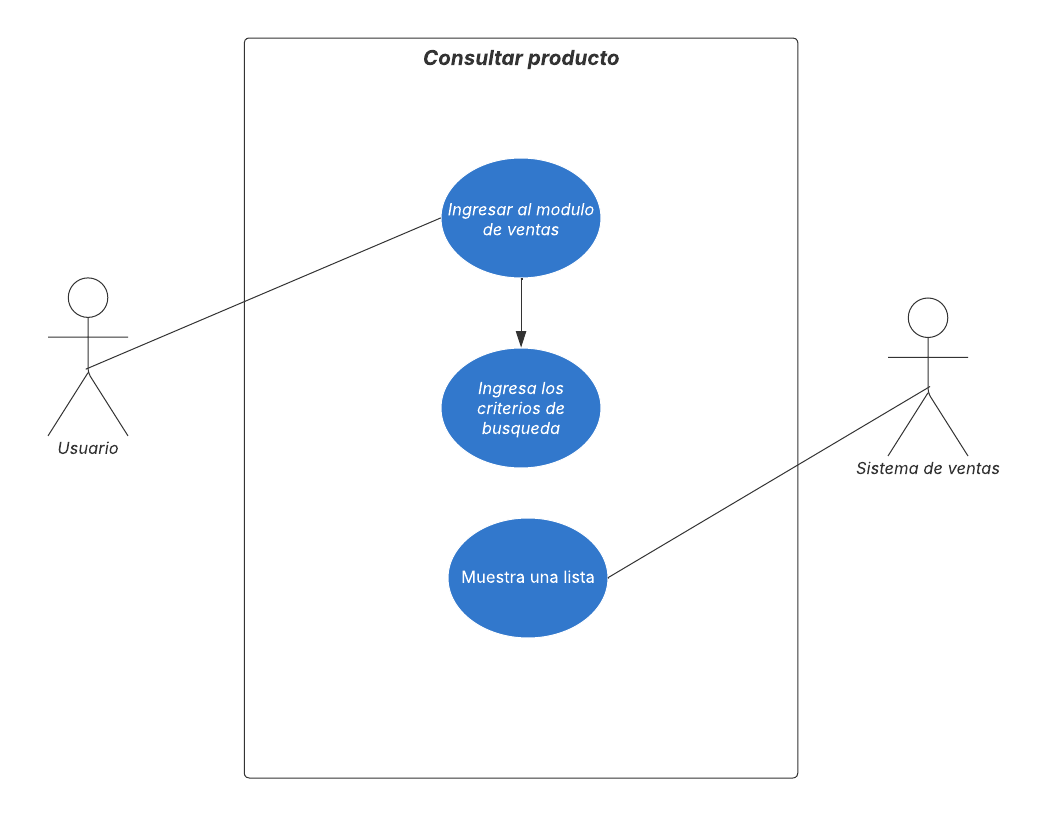 Consultar producto
Ingresar al modulo
de ventas
Ingresa los
criterios de
busqueda
Usuario
Sistema de ventas
Muestra una lista